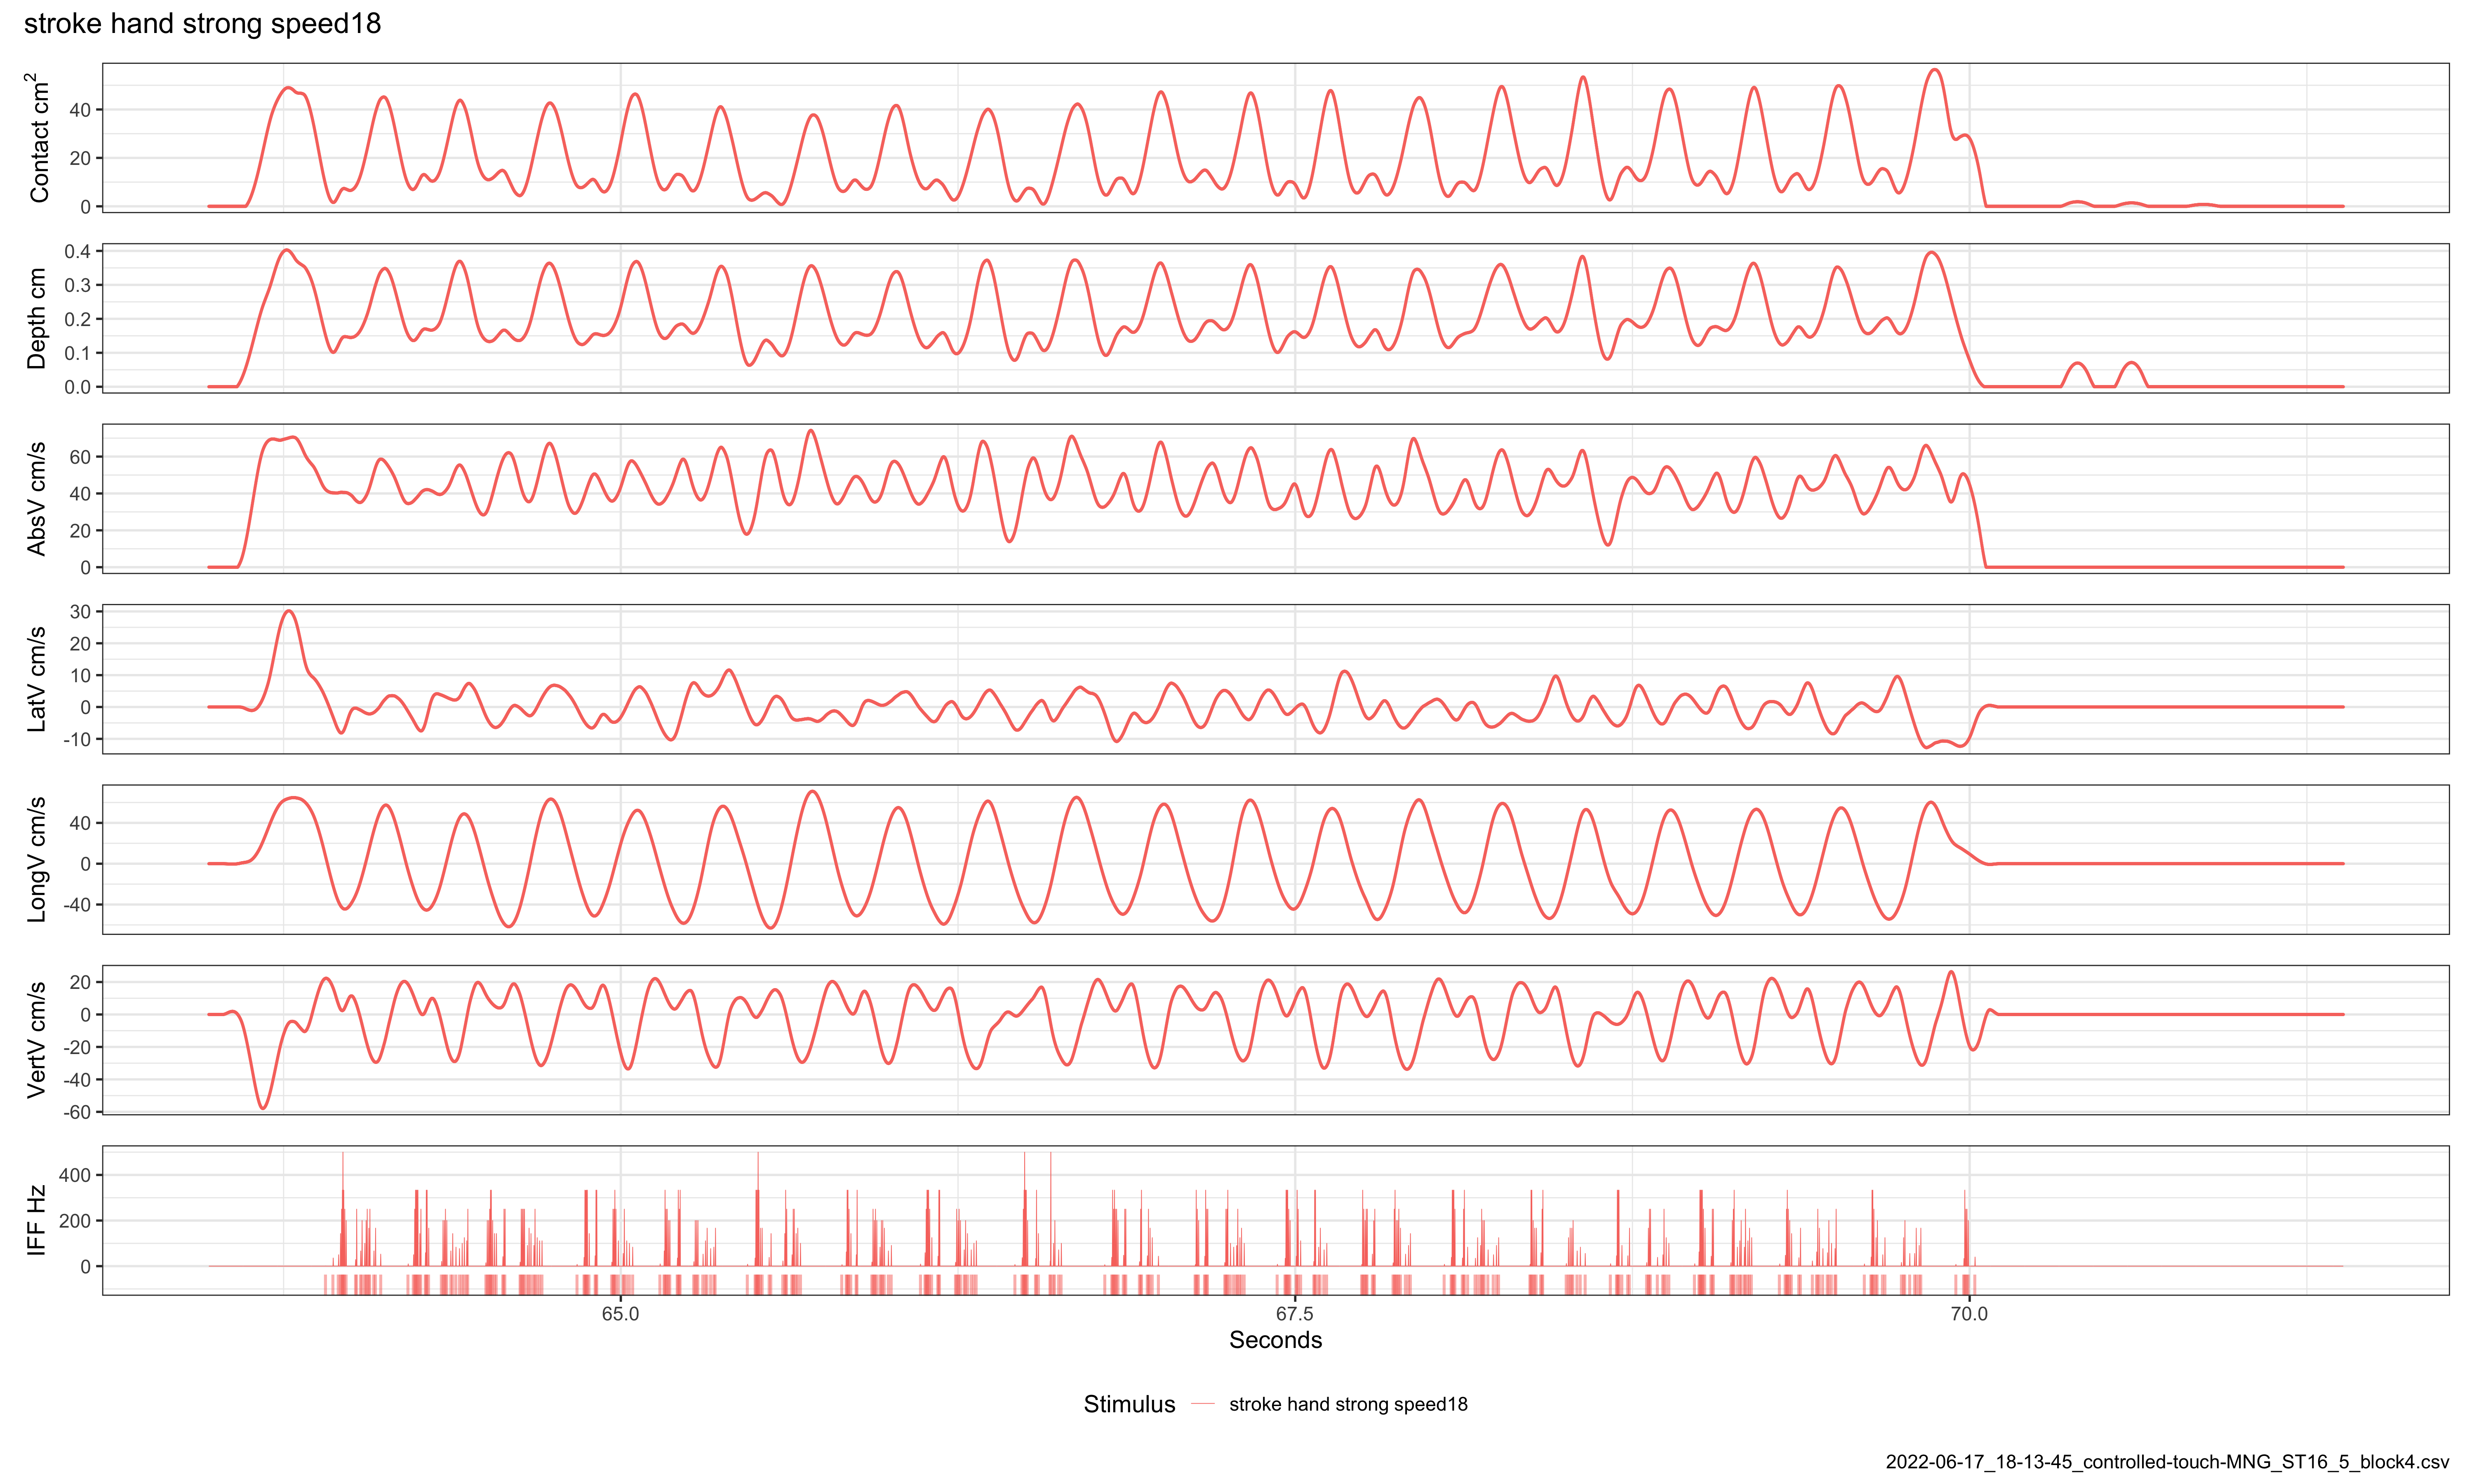 stroke hand strong speed18
Contact cm²
40
20
0
Depth cm
0.4
0.3
0.2
0.1
0.0
AbsV cm/s
60
40
20
0
LatV cm/s
30
20
10
0
-10
LongV cm/s
40
0
-40
VertV cm/s
20
0
-20
-40
-60
IFF Hz
400
200
0
65.0 67.5 70.0
Seconds
Stimulus stroke hand strong speed18
2022-06-17_18-13-45_controlled-touch-MNG_ST16_5_block4.csv